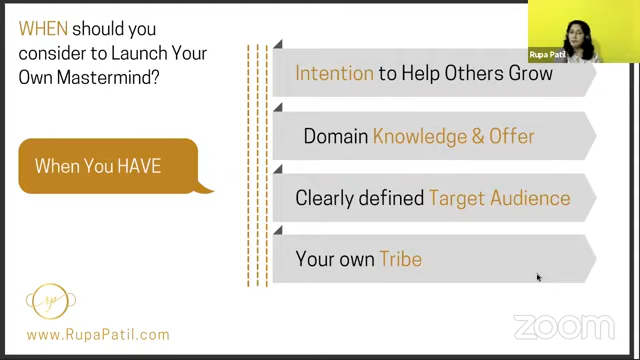 WHEN should you
consider to Launch Your
Own Mastermind?
When You HAVE
Intention to Help Others Grow
Domain Knowledge & Offer
Clearly defined Target Audience
Your own Tribe
rp
www.RupaPatil.com
Rupa Patil
zoom